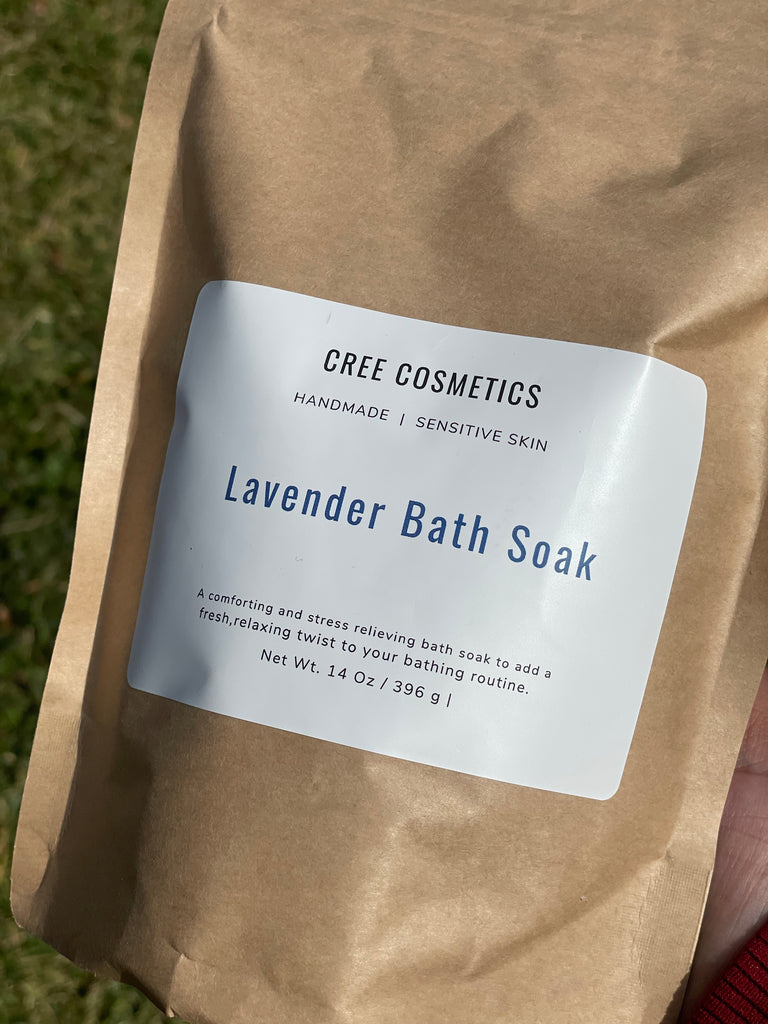 CREE COSMETICS
HANDMADE | SENSITIVE SKIN
Lavender Bath Soak
A comforting and stress relieving bath soak to add a
fresh,relaxing twist to your bathing routine.
Net Wt. 14 Oz / 396 g |